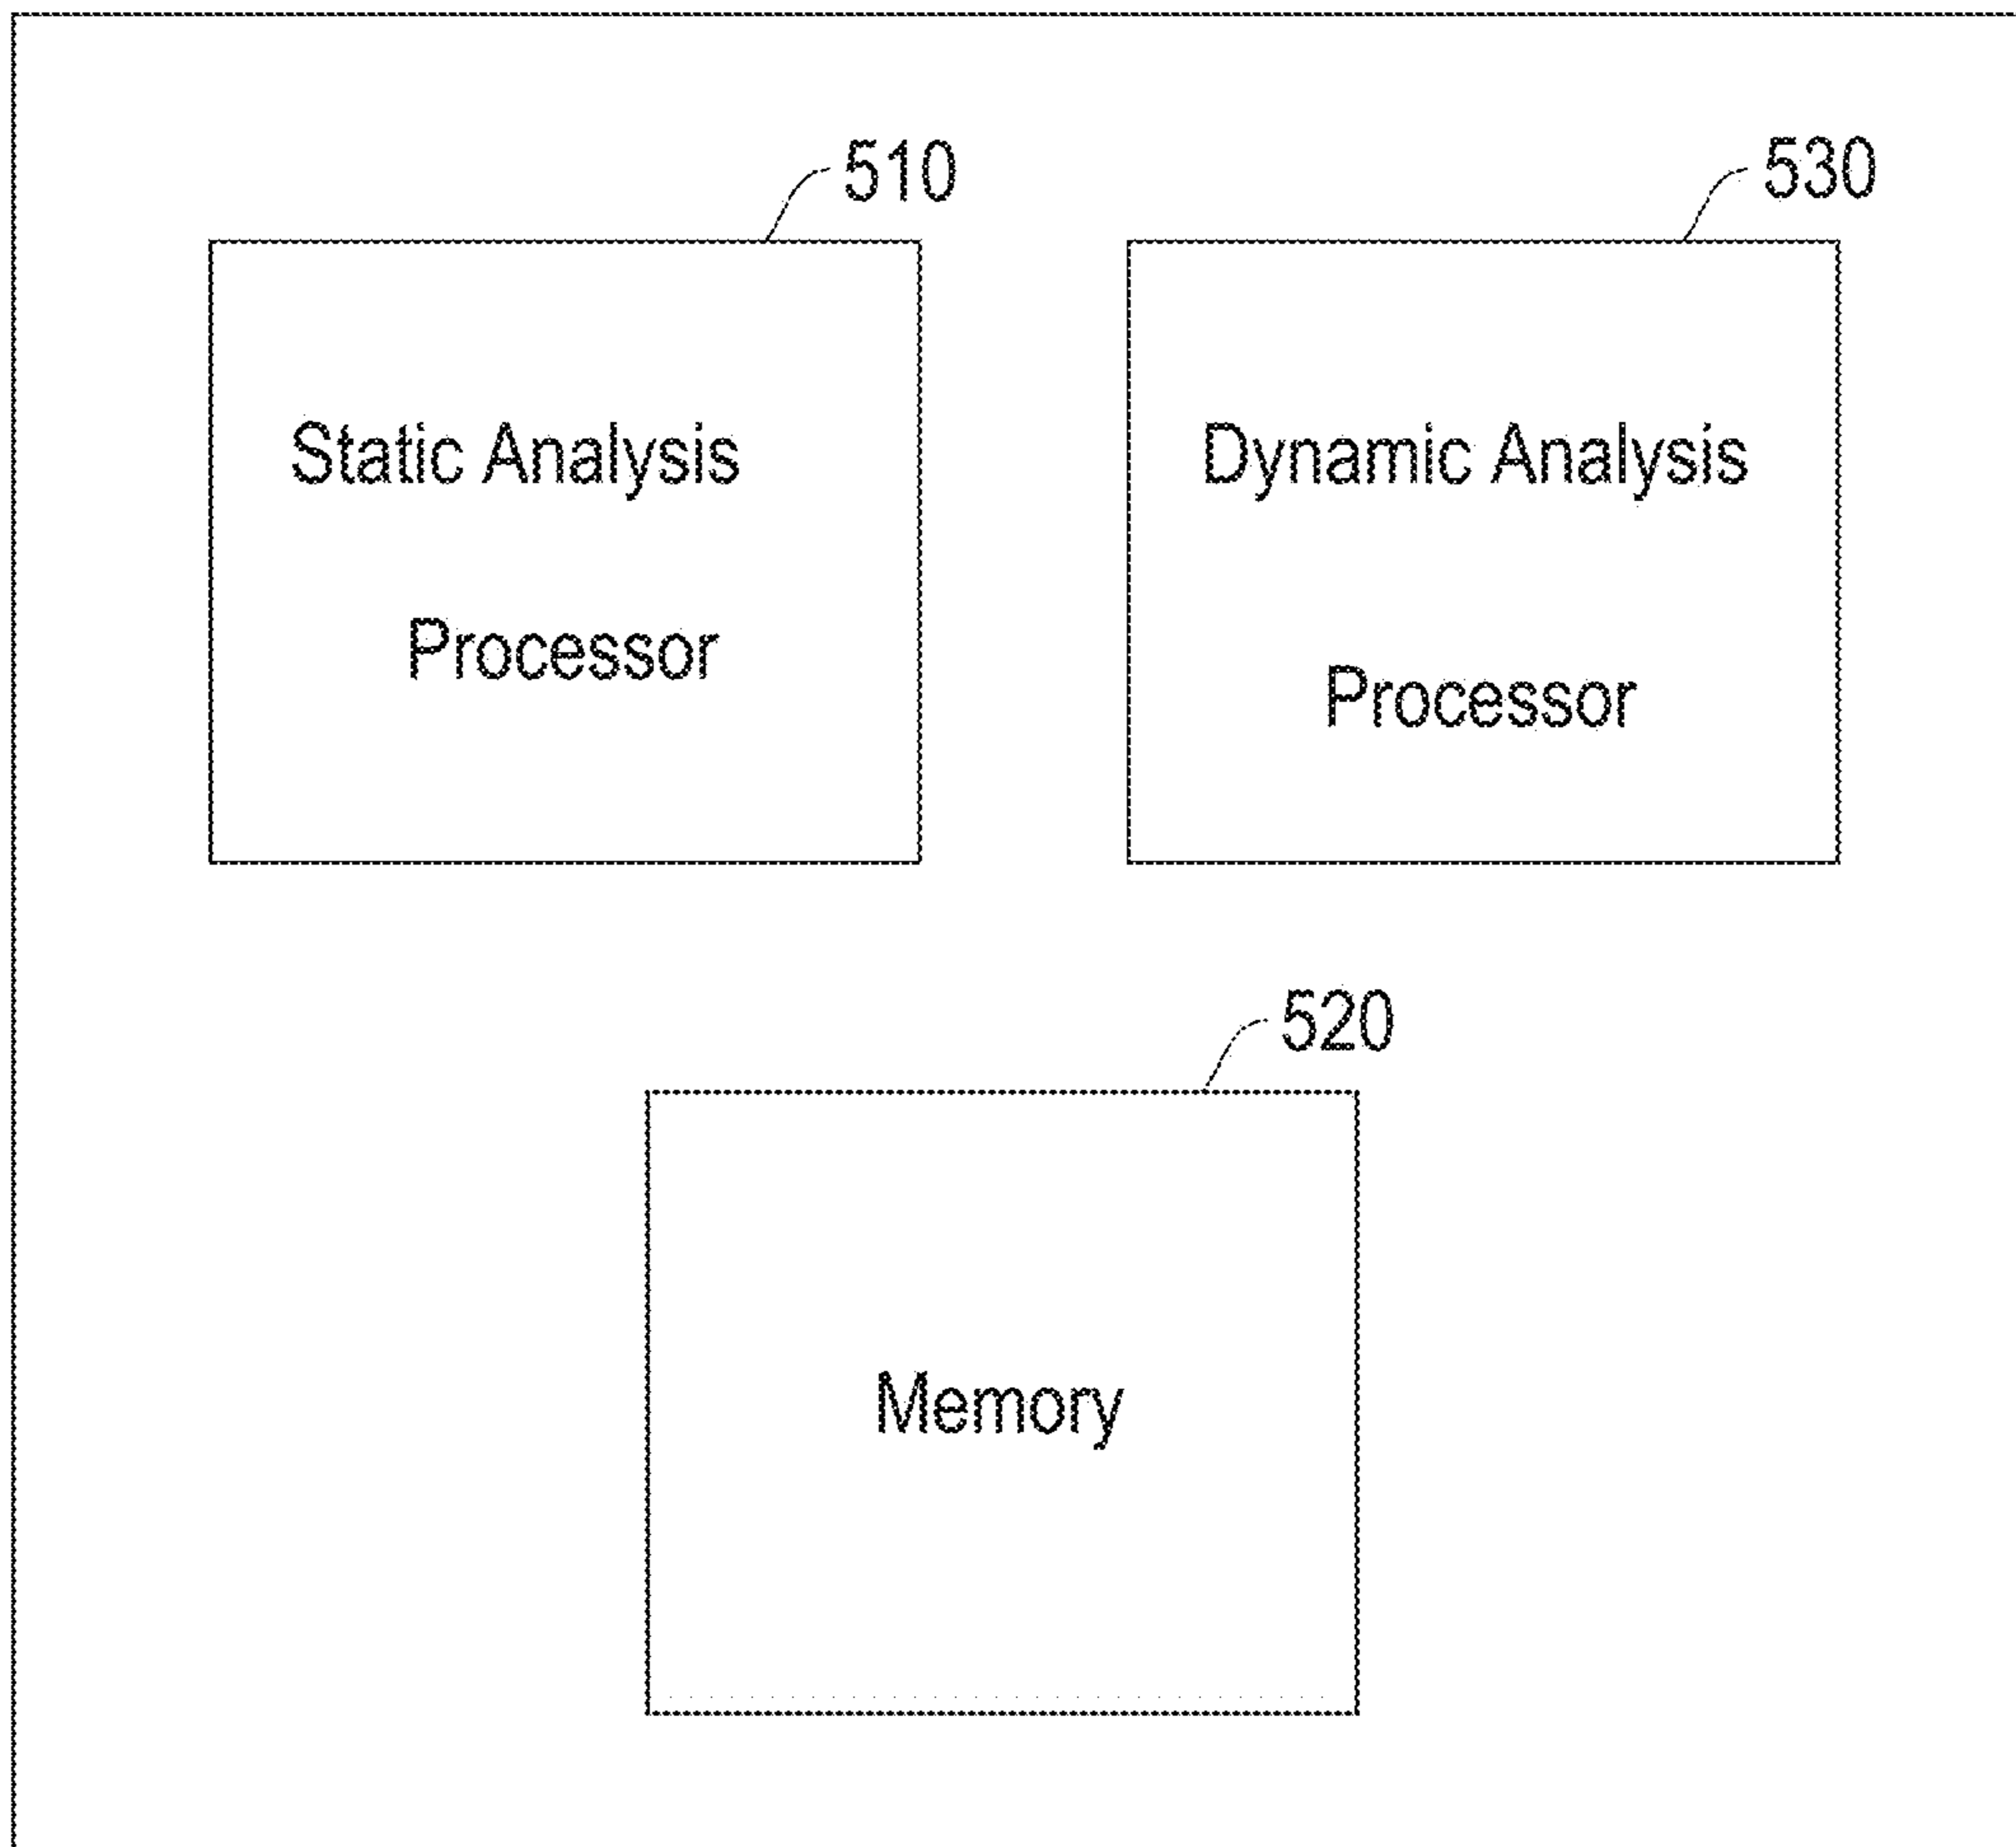 510
530
Static Analysis
Processor
Dynamic Analysis
Processor
520
Memory